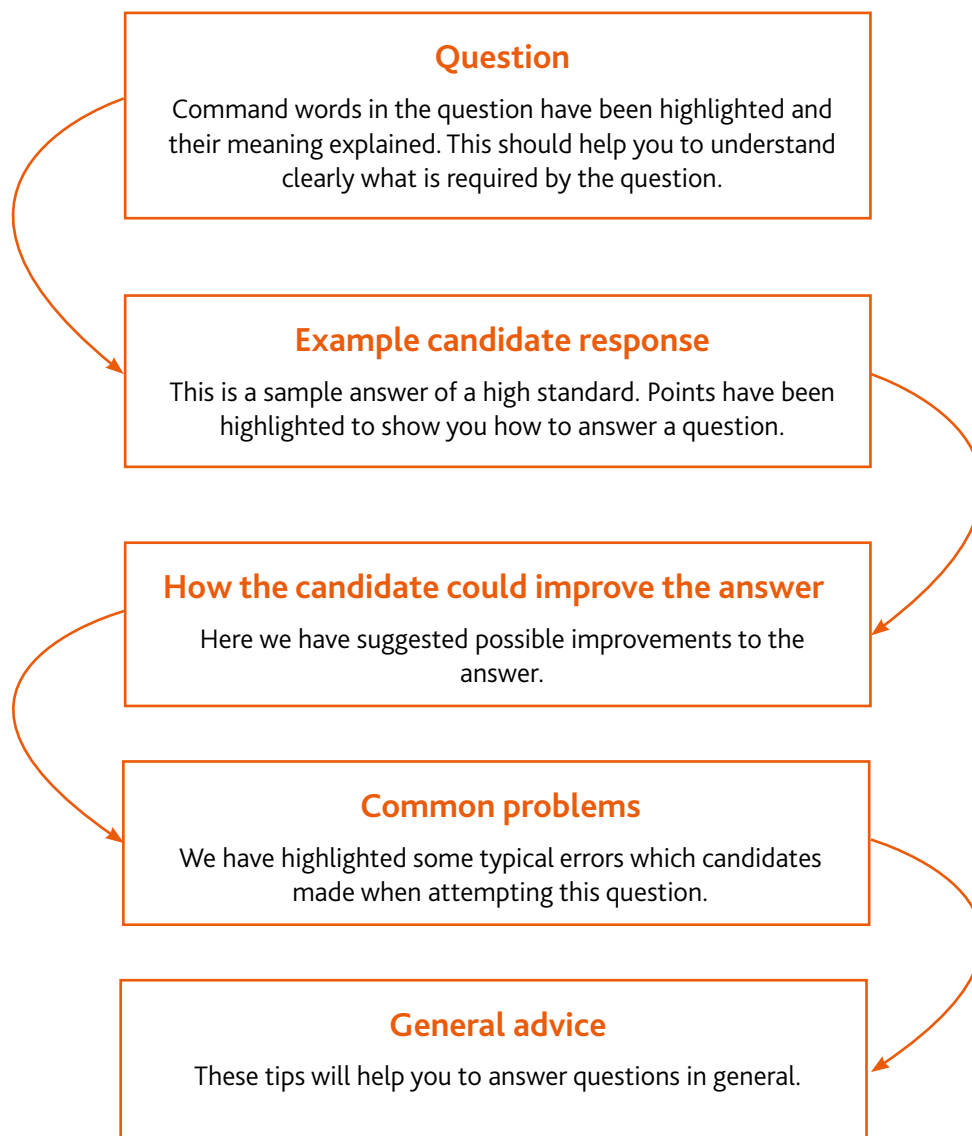 Question
Command words in the question have been highlighted and
their meaning explained. This should help you to understand
clearly what is required by the question.
Example candidate response
This is a sample answer of a high standard. Points have been
highlighted to show you how to answer a question.
How the candidate could improve the answer
Here we have suggested possible improvements to the
answer.
Common problems
We have highlighted some typical errors which candidates
made when attempting this question.
General advice
These tips will help you to answer questions in general.